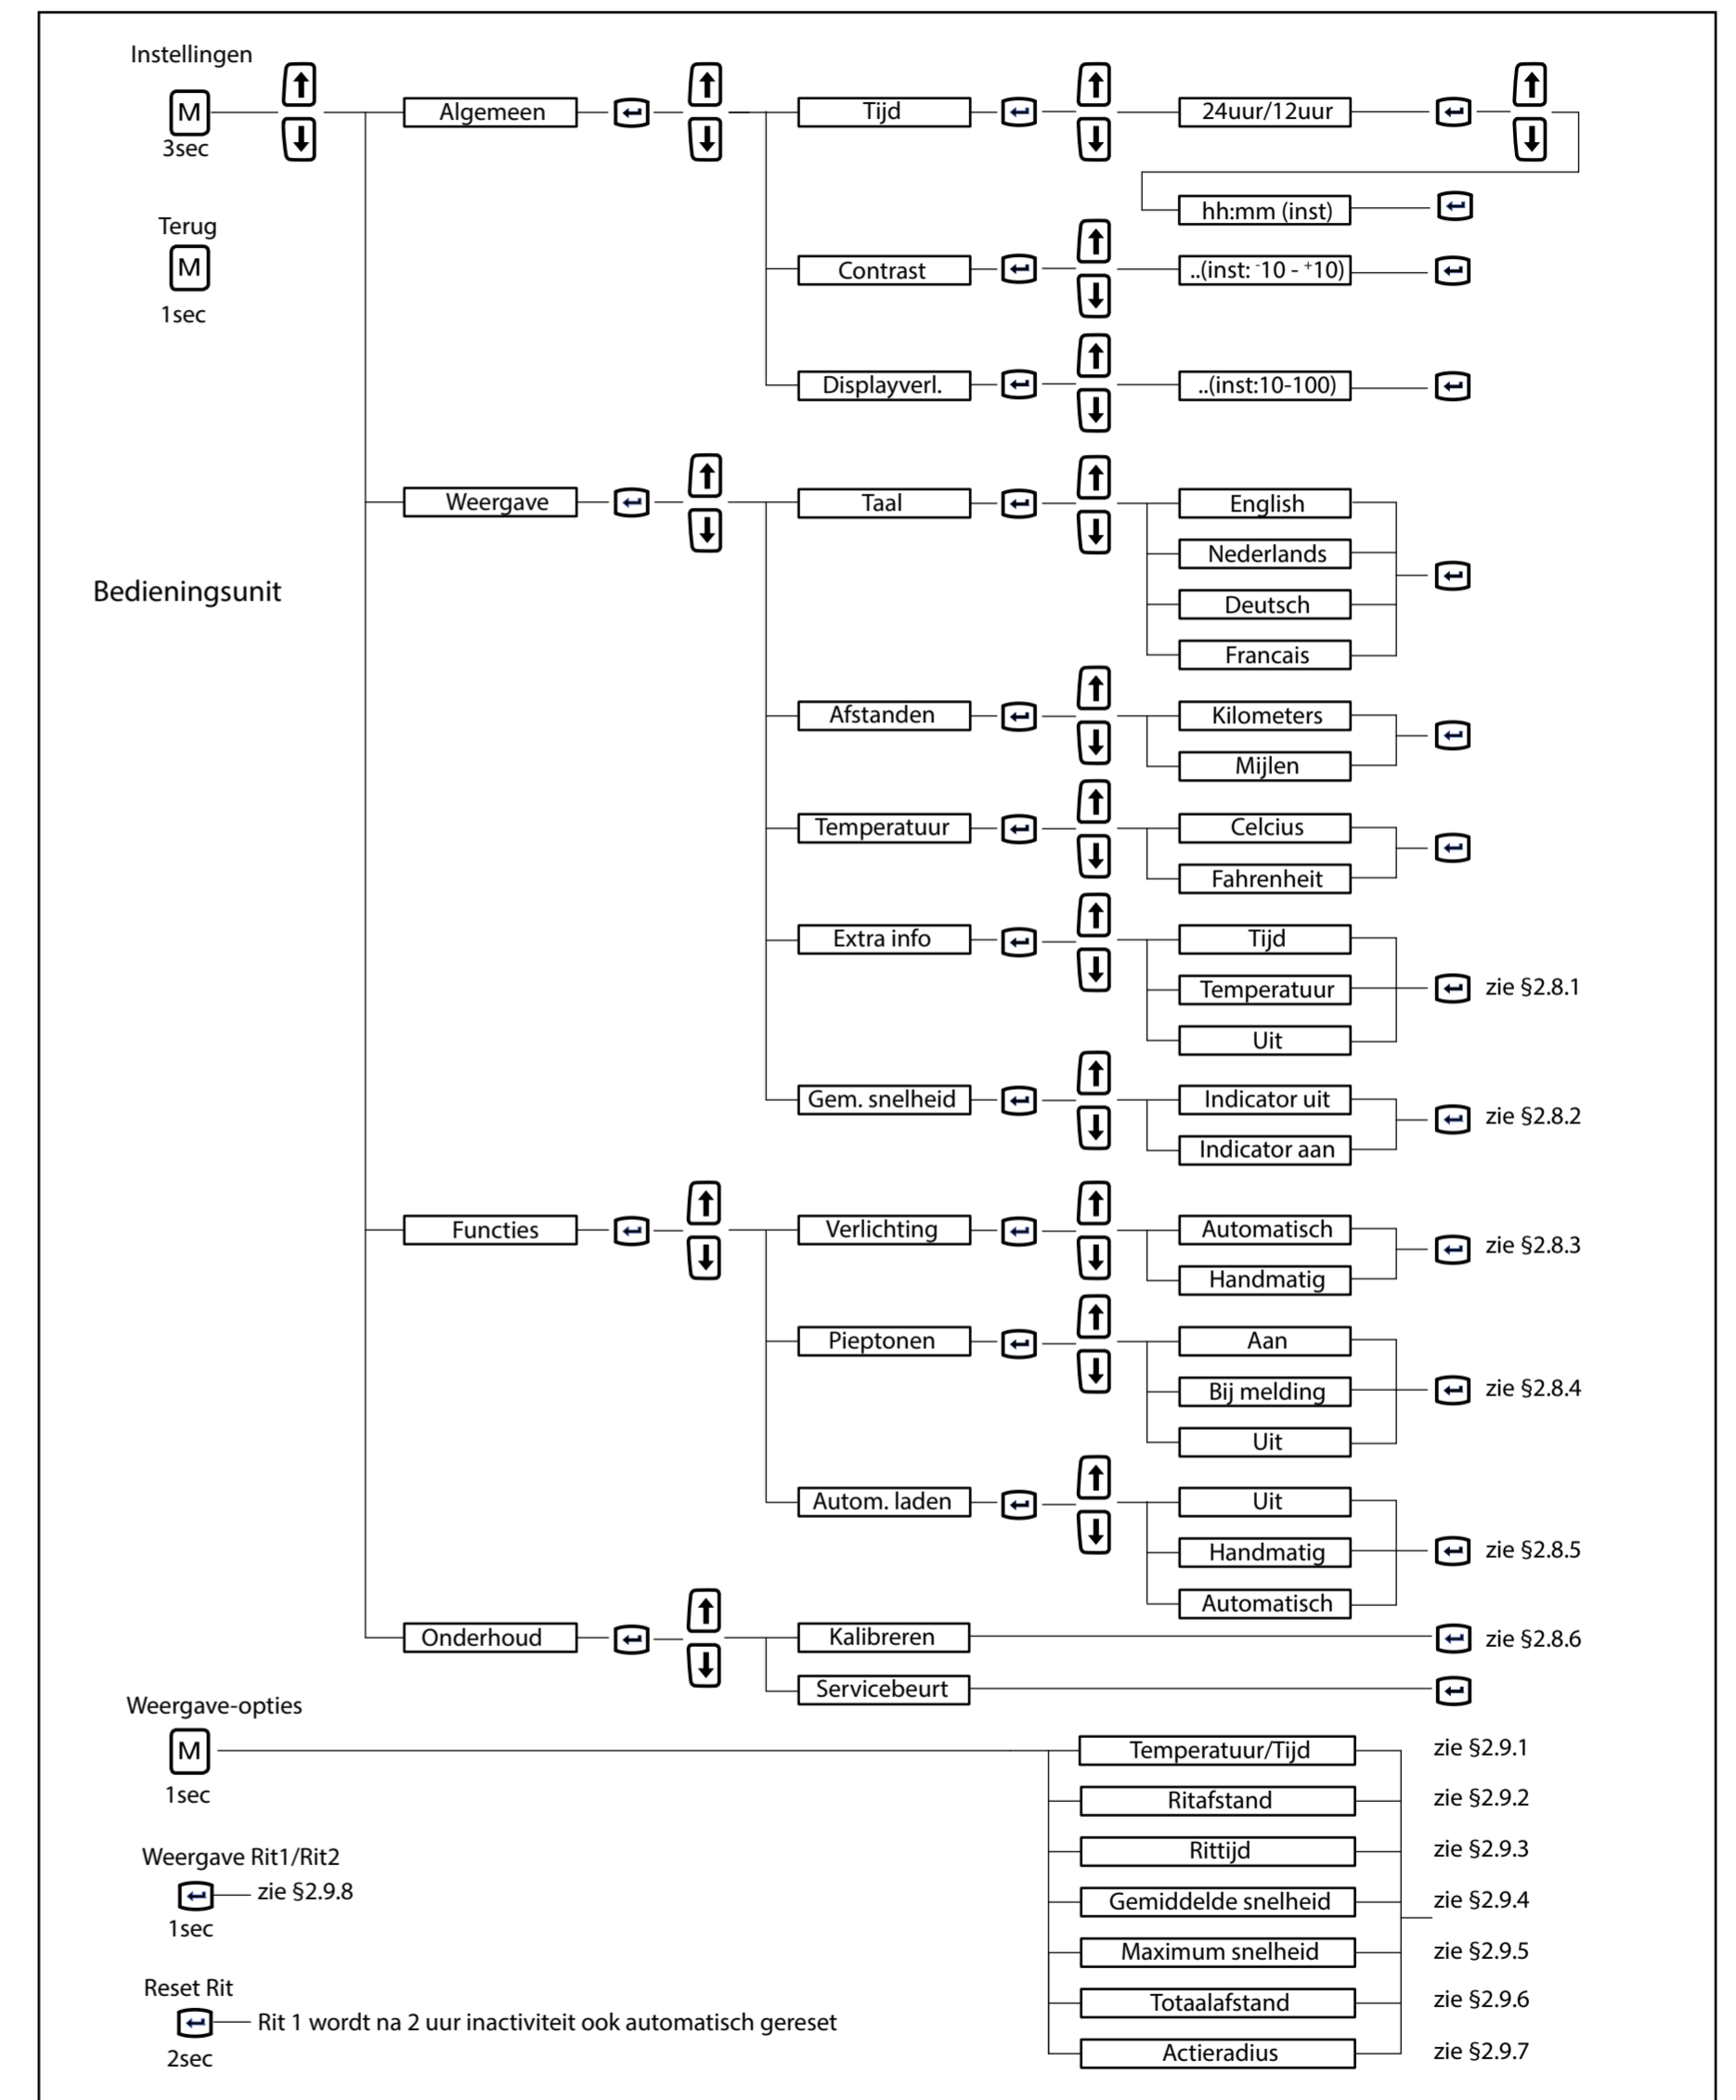 Instellingen
M
3sec
Algemeen
Tijd
24uur/12uur
hh:mm (inst)
Terug
M
1sec
Contrast
..(inst: -10 - +10)
Displayverl.
..(inst:10-100)
Bedieningsunit
Weergave
Taal
English
Nederlands
Deutsch
Francais
Afstanden
Kilometers
Mijlen
Temperatuur
Celcius
Fahrenheit
Extra info
Tijd
Temperatuur
zie §2.8.1
Uit
Gem. snelheid
Indicator uit
zie §2.8.2
Indicator aan
Functies
Verlichting
Automatisch
zie §2.8.3
Handmatig
Pieptonen
Aan
Bij melding
zie §2.8.4
Uit
Autom. laden
Uit
Handmatig
zie §2.8.5
Automatisch
Onderhoud
Kalibreren
zie §2.8.6
Servicebeurt
Weergave-opties
M
1sec
Temperatuur/Tijd
zie §2.9.1
Ritafstand
zie §2.9.2
Rittijd
zie §2.9.3
Gemiddelde snelheid
zie §2.9.4
Maximum snelheid
zie §2.9.5
Totaalafstand
zie §2.9.6
Actieradius
zie §2.9.7
Weergave Rit1/Rit2
zie §2.9.8
1sec
Reset Rit
Rit 1 wordt na 2 uur inactiviteit ook automatisch gereset
2sec